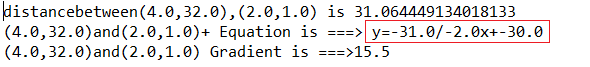 distancebetween(4.0,32.0),(2.0,1.0) is 31.064449134018133
(4.0,32.0)and(2.0,1.0)+ Equation is ===> y=-31.0/-2.0x+-30.0
(4.0,32.0)and(2.0,1.0) Gradient is ===>15.5